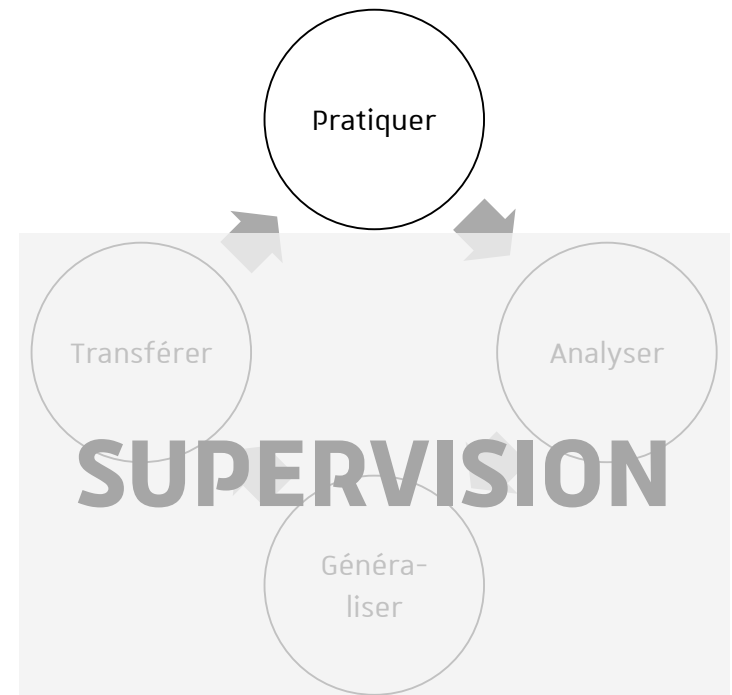 Pratiquer
Transférer
Analyser
SUPERVISION
Généra-
liser